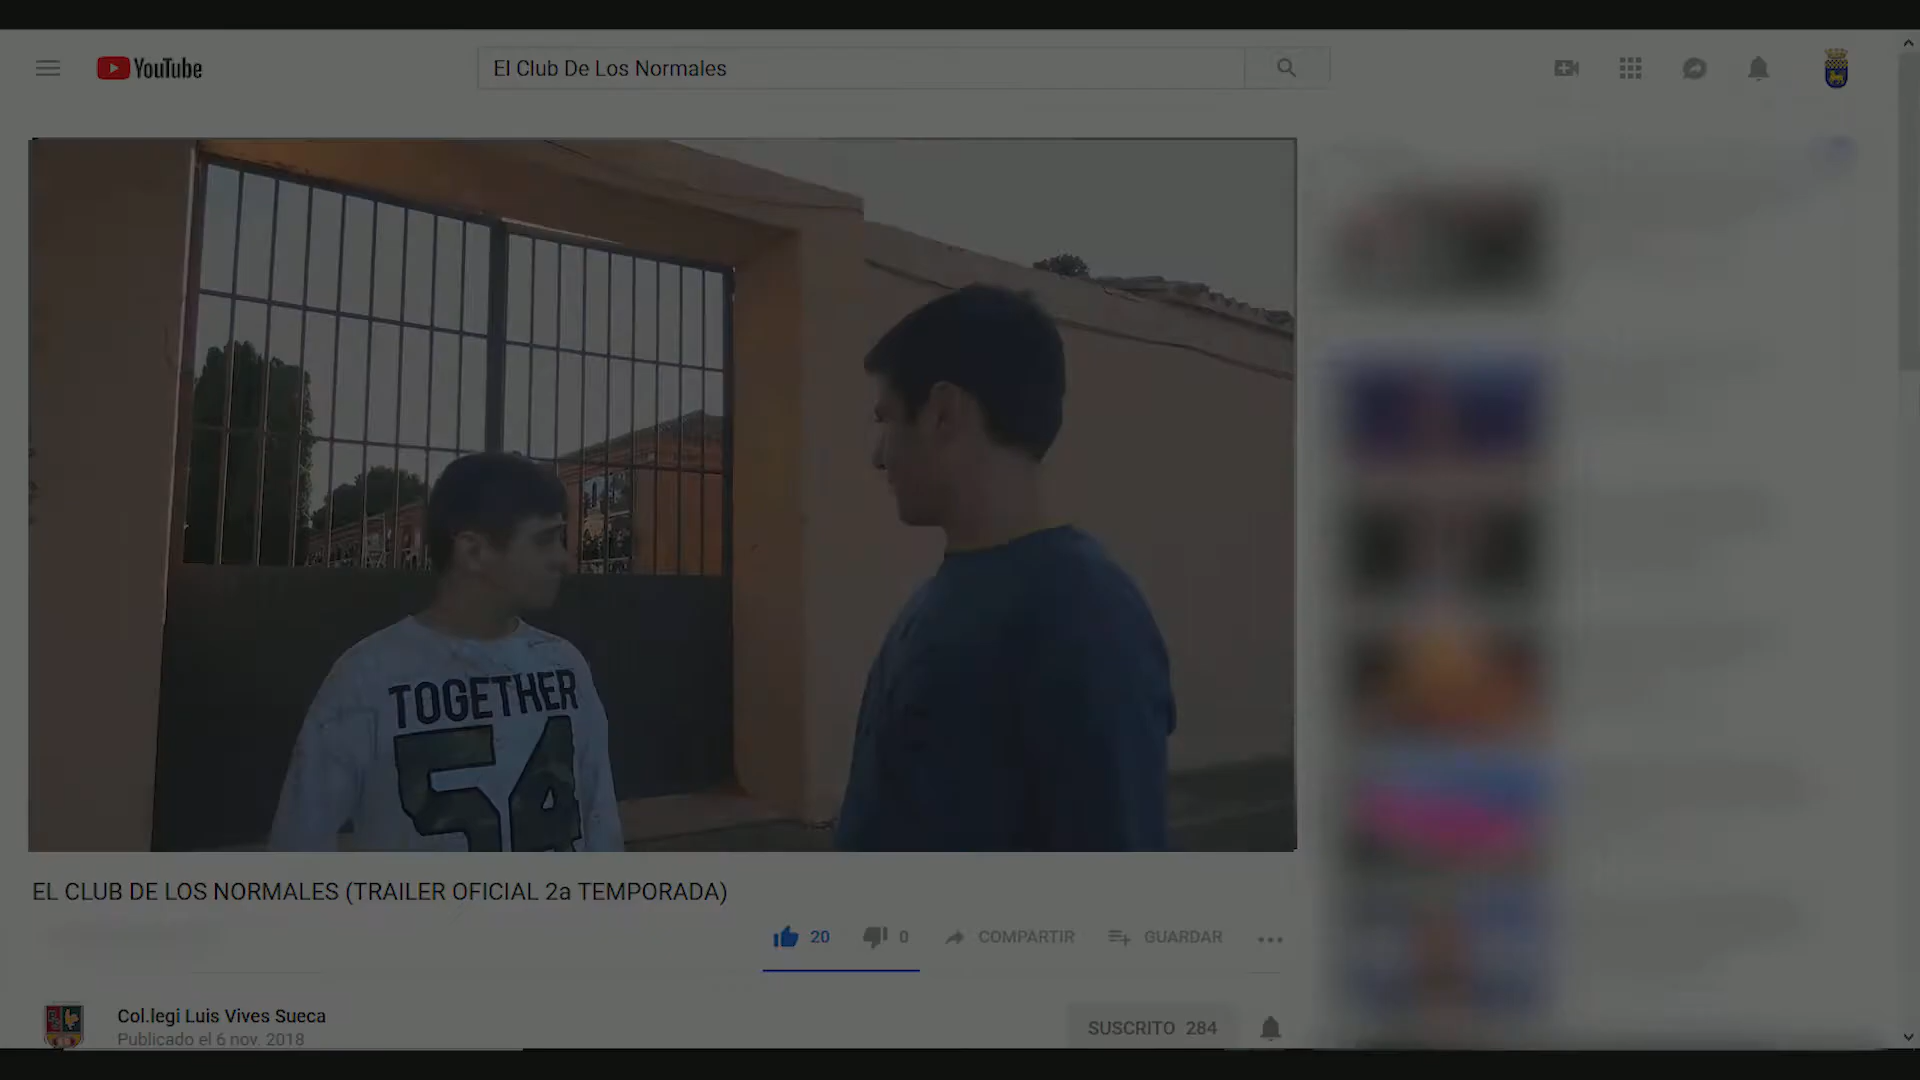 YouTube
El Club De Los Normales
TOGETHER
54
EL CLUB DE LOS NORMALES (TRAILER OFICIAL 2a TEMPORADA)
20
0
COMPARTIR
GUARDAR
Col.legi Luis Vives Sueca
Publicado el 6 nov. 2018
SUSCRITO 284